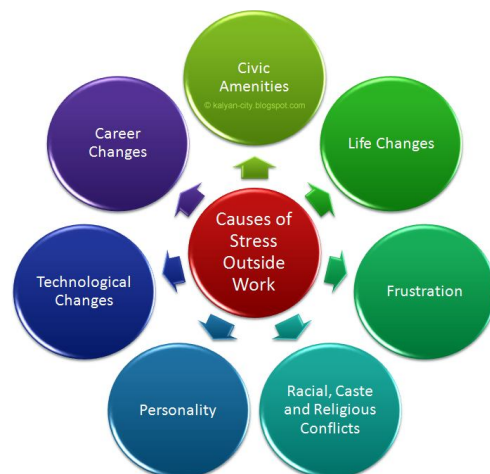 Civic
Amenities
© kalyan-city.blogspot.com
Life Changes
Frustration
Racial, Caste
and Religious
Conflicts
Personality
Technological
Changes
Career
Changes
Causes of
Stress
Outside
Work